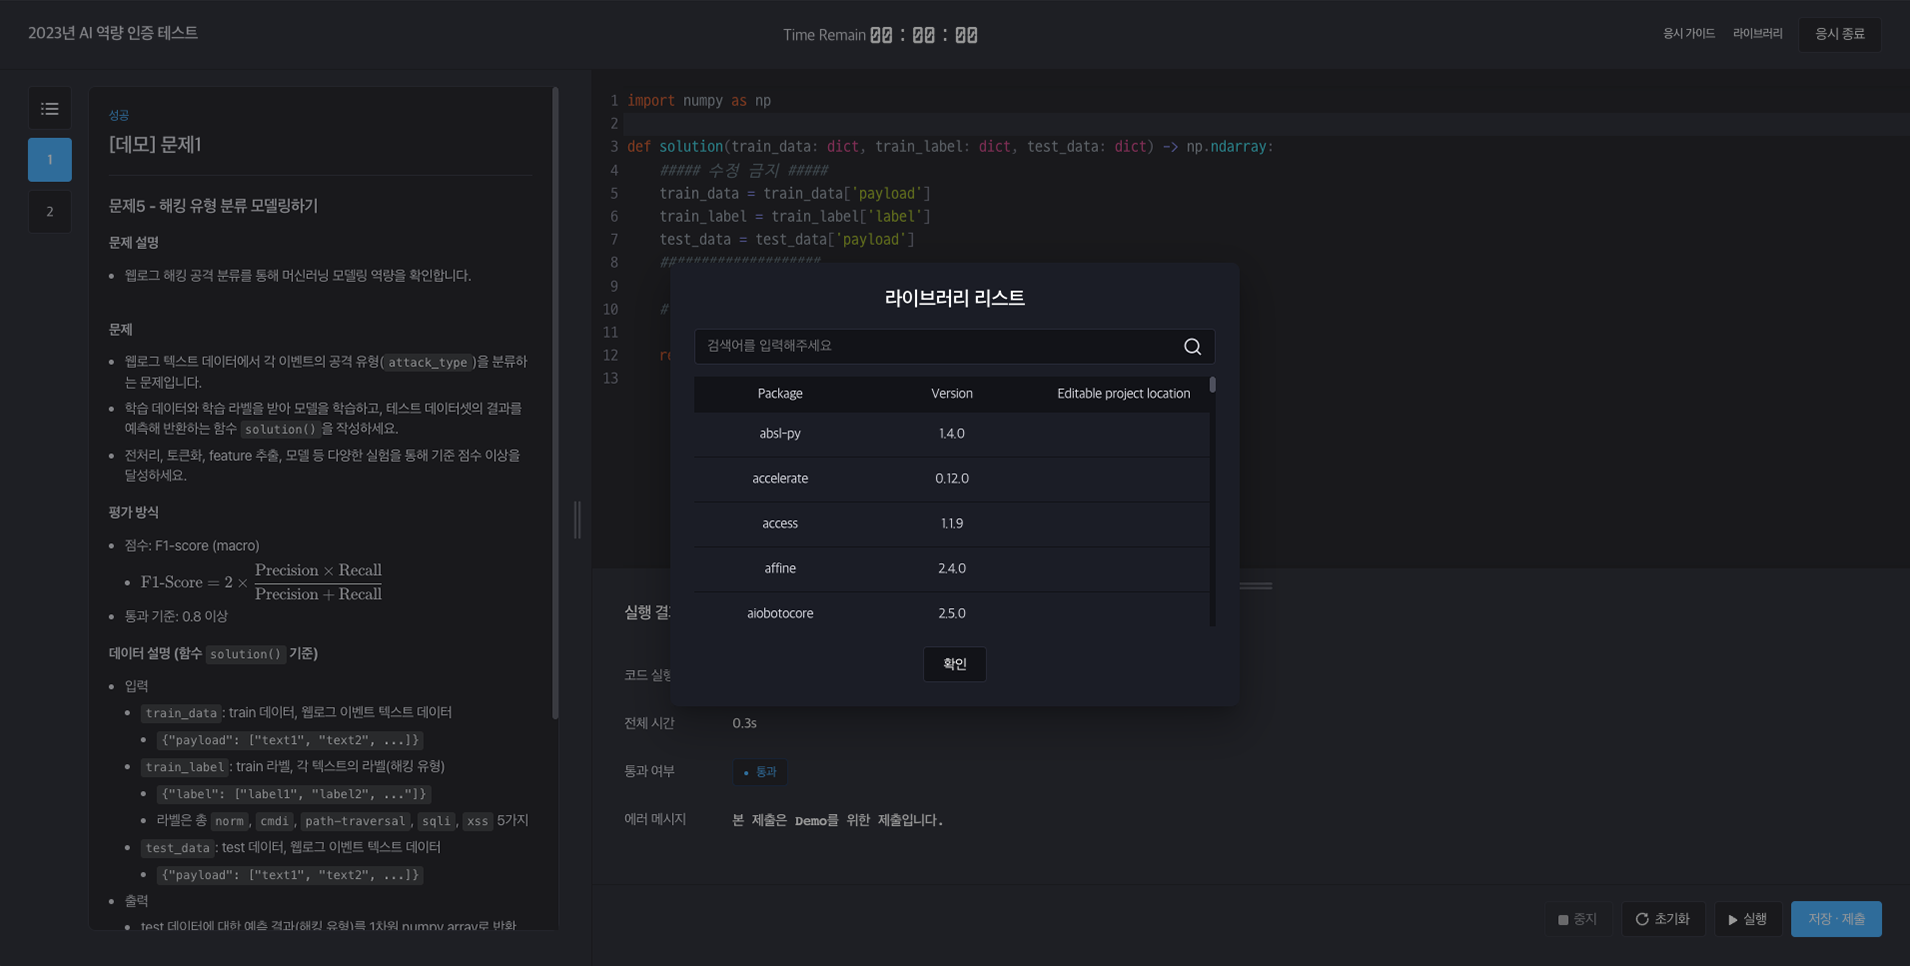 2023년 AI 역량 인증 테스트
Time Remain 00 : 00 : 00
응시 가이드 라이브러리 응시 종료
1
2
성공
[데모] 문제1
문제5 - 해킹 유형 분류 모델링하기
문제 설명
웹로그 해킹 공격 분류를 통해 머신러닝 모델링 역량을 확인합니다.
문제
웹로그 텍스트 데이터에서 각 이벤트의 공격 유형(attack_type)을 분류하
는 문제입니다.
학습 데이터와 학습 라벨을 받아 모델을 학습하고, 테스트 데이터셋의 결과를
예측해 반환하는 함수 solution()을 작성하세요.
전처리, 토큰화, feature 추출, 모델 등 다양한 실험을 통해 기준 점수 이상을
달성하세요.
평가 방식
점수: F1-score (macro)
F1-Score = 2 × Precision × Recall
Precision + Recall
통과 기준: 0.8 이상
데이터 설명 (함수 solution() 기준)
입력
train_data: train 데이터, 웹로그 이벤트 텍스트 데이터
{"payload": ["text1", "text2", ...]}
train_label: train 라벨, 각 텍스트의 라벨(해킹 유형)
{"label": ["label1", "label2", ..."]}
라벨은 총 norm, cmdi, path-traversal, sqli, xss 5가지
test_data: test 데이터, 웹로그 이벤트 텍스트 데이터
{"payload": ["text1", "text2", ...]}
출력
test 데이터에 대한 예측 결과(해킹 유형)를 1차원 numpy array로 반환
1 import numpy as np
2
3 def solution(train_data: dict, train_label: dict, test_data: dict) -> np.ndarray:
4 ##### 수정 금지 #####
5 train_data = train_data['payload']
6 train_label = train_label['label']
7 test_data = test_data['payload']
8 ####################
9
10 #
11
12 re
13
라이브러리 리스트
검색어를 입력해주세요
Package Version Editable project location
absl-py 1.4.0
accelerate 0.12.0
access 1.1.9
affine 2.4.0
aiobotocore 2.5.0
확인
실행 결
코드 실행
전체 시간 0.3s
통과 여부 통과
에러 메시지 본 제출은 Demo를 위한 제출입니다.
중지 초기화 실행 저장 · 제출